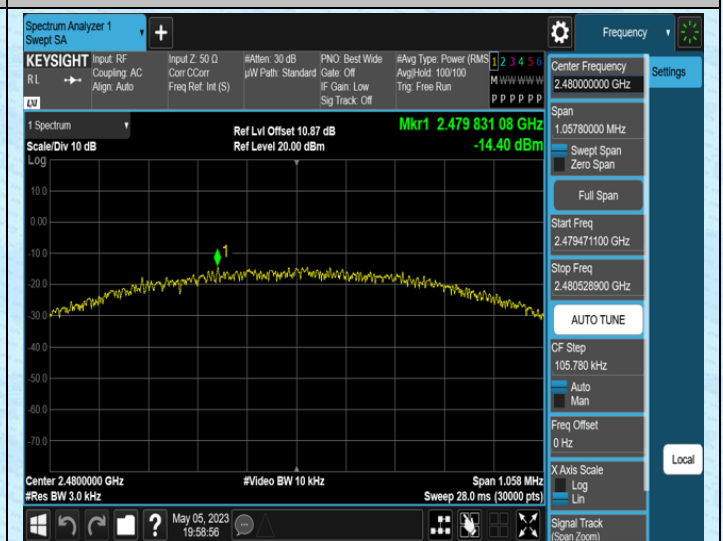 Spectrum Analyzer 1
Swept SA
+
Frequency
KEYSIGHT
RL
LXI
Input: RF
Coupling: AC
Align: Auto
Input Z: 50 Ω
Corr CCorr
Freq Ref: Int (S)
#Atten: 30 dB
µW Path: Standard
PNO: Best Wide
Gate: Off
IF Gain: Low
Sig Track: Off
#Avg Type: Power (RMS
Avg|Hold: 100/100
Trig: Free Run
1 2 3 4 5 6
M W W W W W
P P P P P P
1 Spectrum
Scale/Div 10 dB
Log
Ref Lvl Offset 10.87 dB
Ref Level 20.00 dBm
Mkr1 2.479 831 08 GHz
-14.40 dBm
10.0
0.00
-10.0
-20.0
-30.0
-40.0
-50.0
-60.0
-70.0
1
Center 2.4800000 GHz
#Res BW 3.0 kHz
#Video BW 10 kHz
Span 1.058 MHz
Sweep 28.0 ms (30000 pts)
Center Frequency
2.480000000 GHz
Span
1.05780000 MHz
Swept Span
Zero Span
Full Span
Start Freq
2.479471100 GHz
Stop Freq
2.480528900 GHz
AUTO TUNE
CF Step
105.780 kHz
Auto
Man
Freq Offset
0 Hz
X Axis Scale
Log
Lin
Signal Track
(Span Zoom)
Settings
Local
?
May 05, 2023
19:58:56